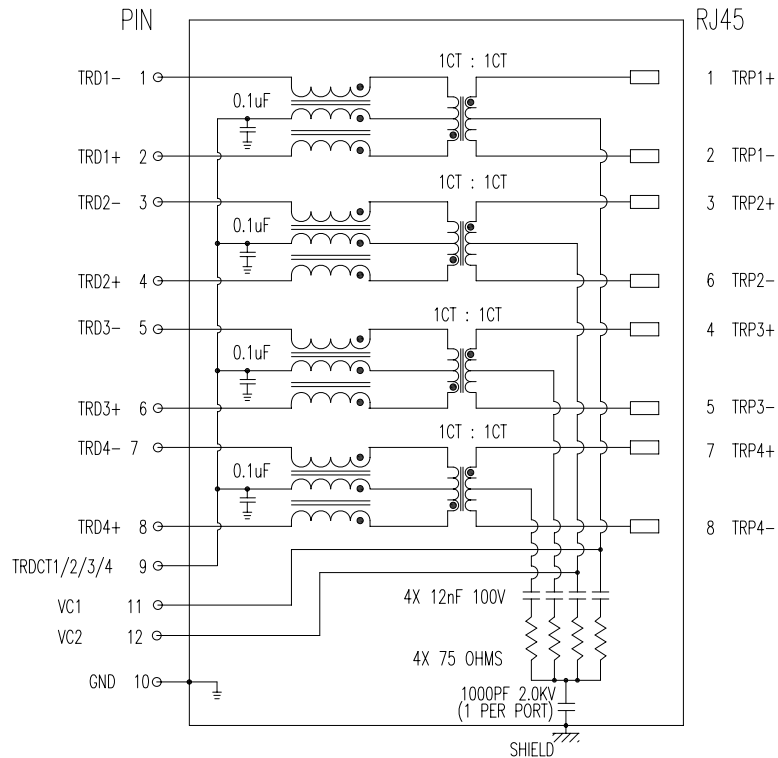 PIN RJ45
1CT : 1CT
TRD1- 1 1 TRP1+
0.1uF
TRD1+ 2 2 TRP1-
1CT : 1CT
TRD2- 3 3 TRP2+
0.1uF
TRD2+ 4 6 TRP2-
1CT : 1CT
TRD3- 5 4 TRP3+
0.1uF
TRD3+ 6 5 TRP3-
1CT : 1CT
TRD4- 7 7 TRP4+
0.1uF
TRD4+ 8 8 TRP4-
TRDCT1/2/3/4 9
VC1 11 4X 12nF 100V
VC2 12
4X 75 OHMS
GND 10
1000PF 2.0KV
(1 PER PORT)
SHIELD